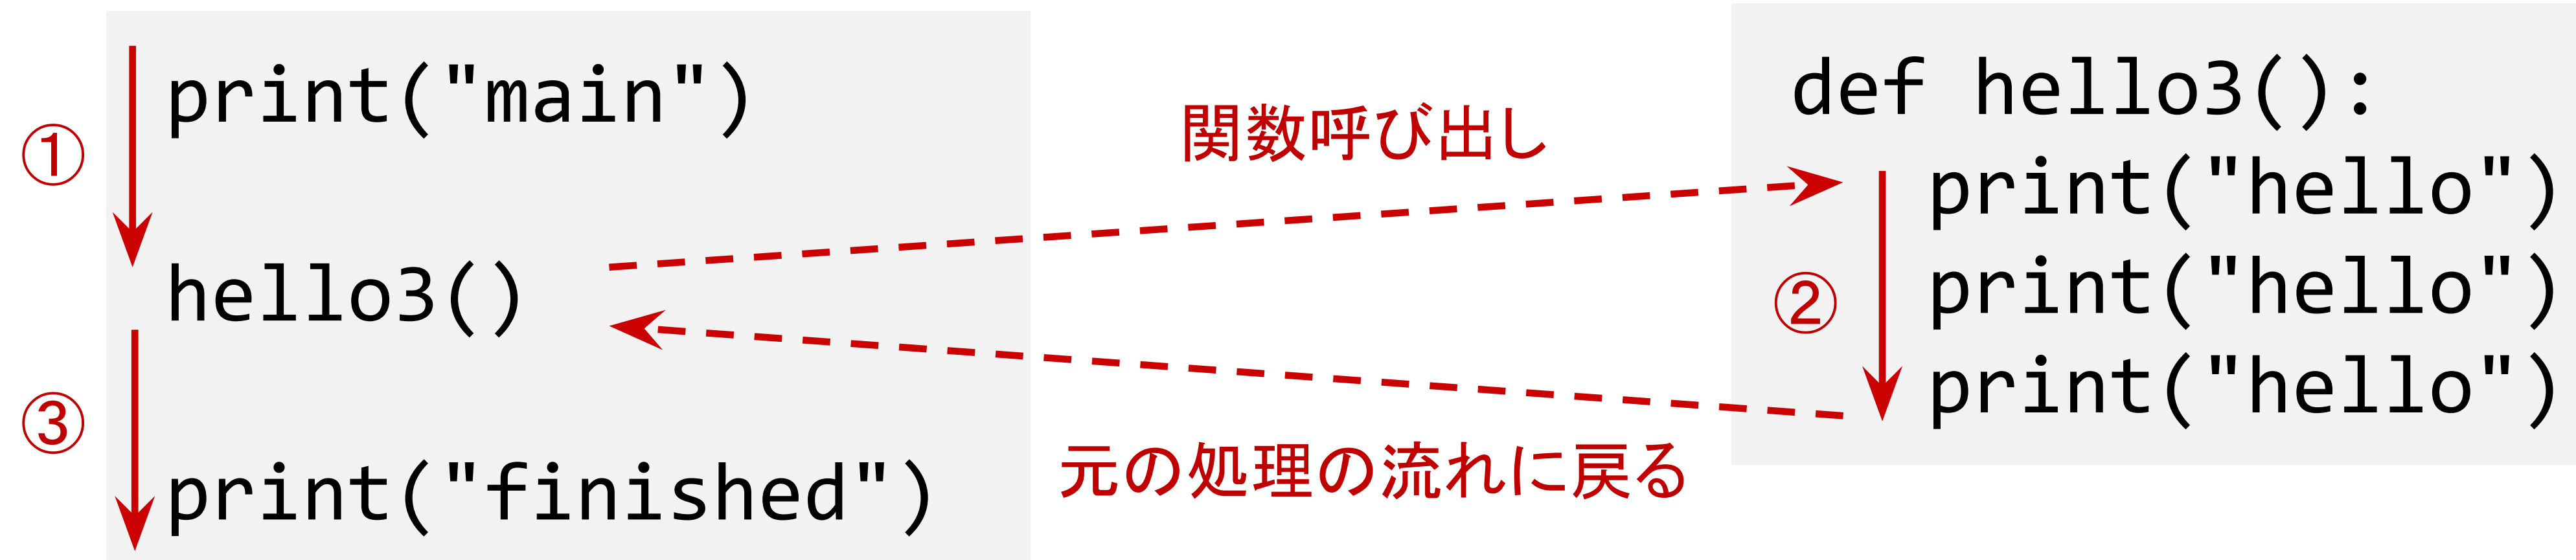 ①
print("main")
hello3()
③
print("finished")
関数呼び出し
元の処理の流れに戻る
def hello3():
print("hello")
②
print("hello")
print("hello")